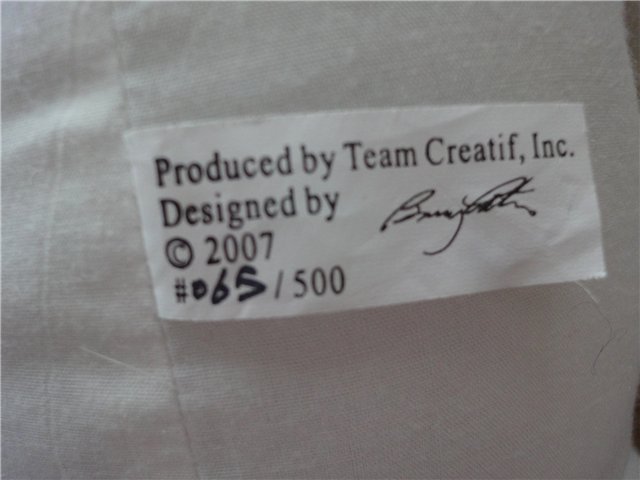 Produced by Team Creatif, Inc.
Designed by
© 2007
#065/500